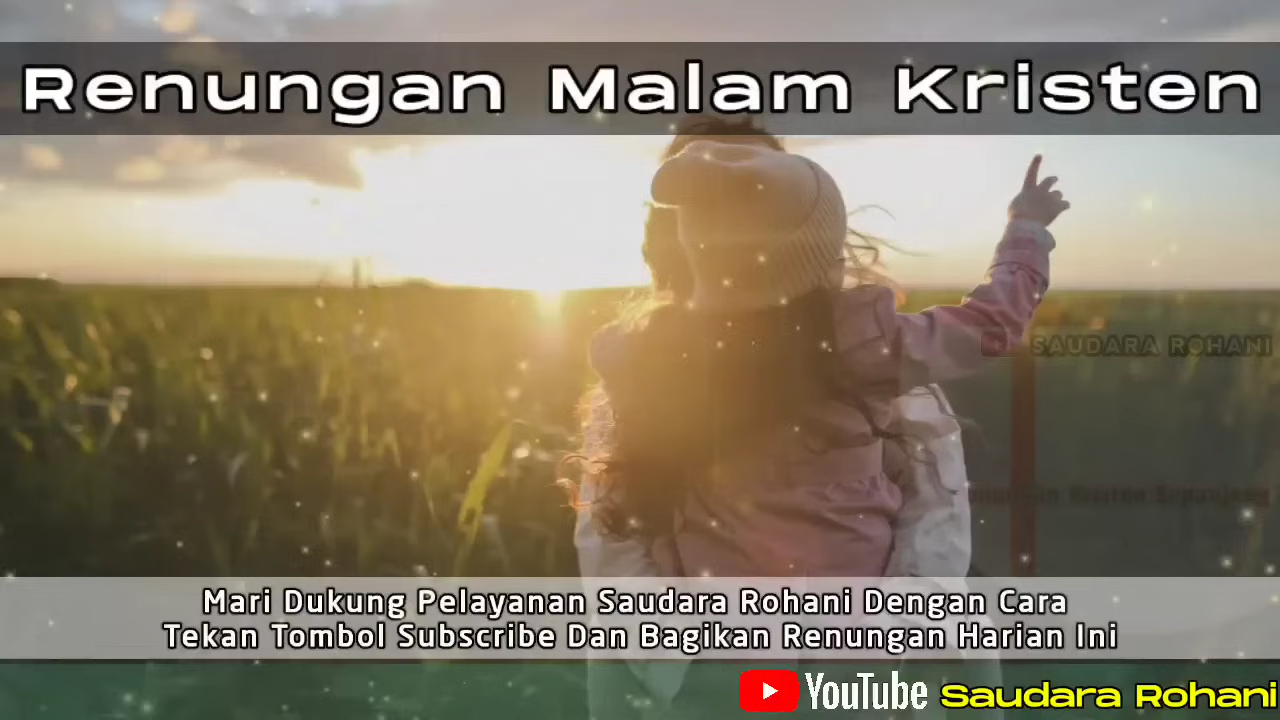 Renungan Malam Kristen
SAUDARA ROHANI
Mari Dukung Pelayanan Saudara Rohani Dengan Cara
Tekan Tombol Subscribe Dan Bagikan Renungan Harian Ini
YouTube Saudara Rohani